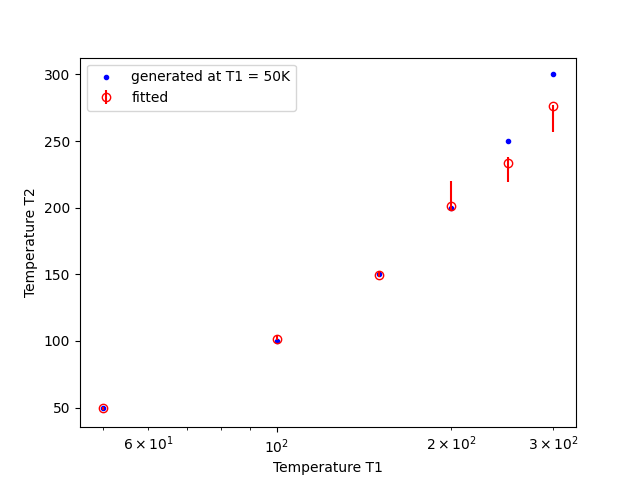 generated at T1 = 50K
fitted
300
250
200
150
100
50
Temperature T2
6 × 10¹
10²
2 × 10²
3 × 10²
Temperature T1